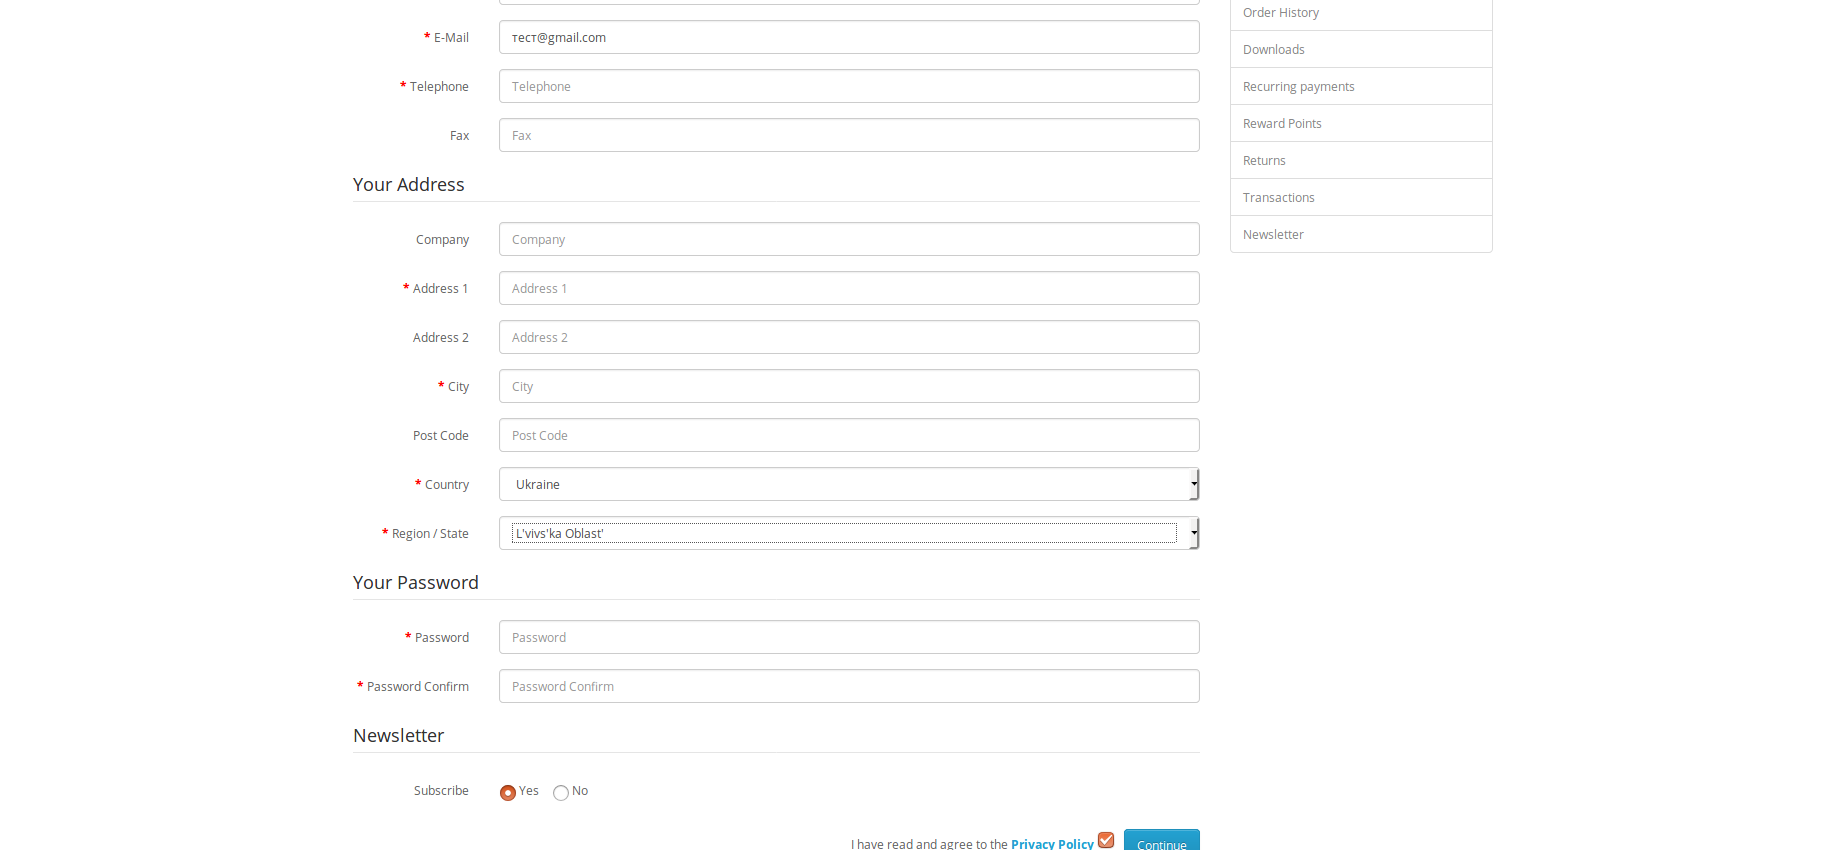 * E-Mail
тест@gmail.com
* Telephone
Telephone
Fax
Fax
Your Address
Company
Company
* Address 1
Address 1
Address 2
Address 2
* City
City
Post Code
Post Code
* Country
Ukraine
* Region / State
L'vivs'ka Oblast'
Your Password
* Password
Password
* Password Confirm
Password Confirm
Newsletter
Subscribe
Yes No
I have read and agree to the Privacy Policy
Continue
Order History
Downloads
Recurring payments
Reward Points
Returns
Transactions
Newsletter